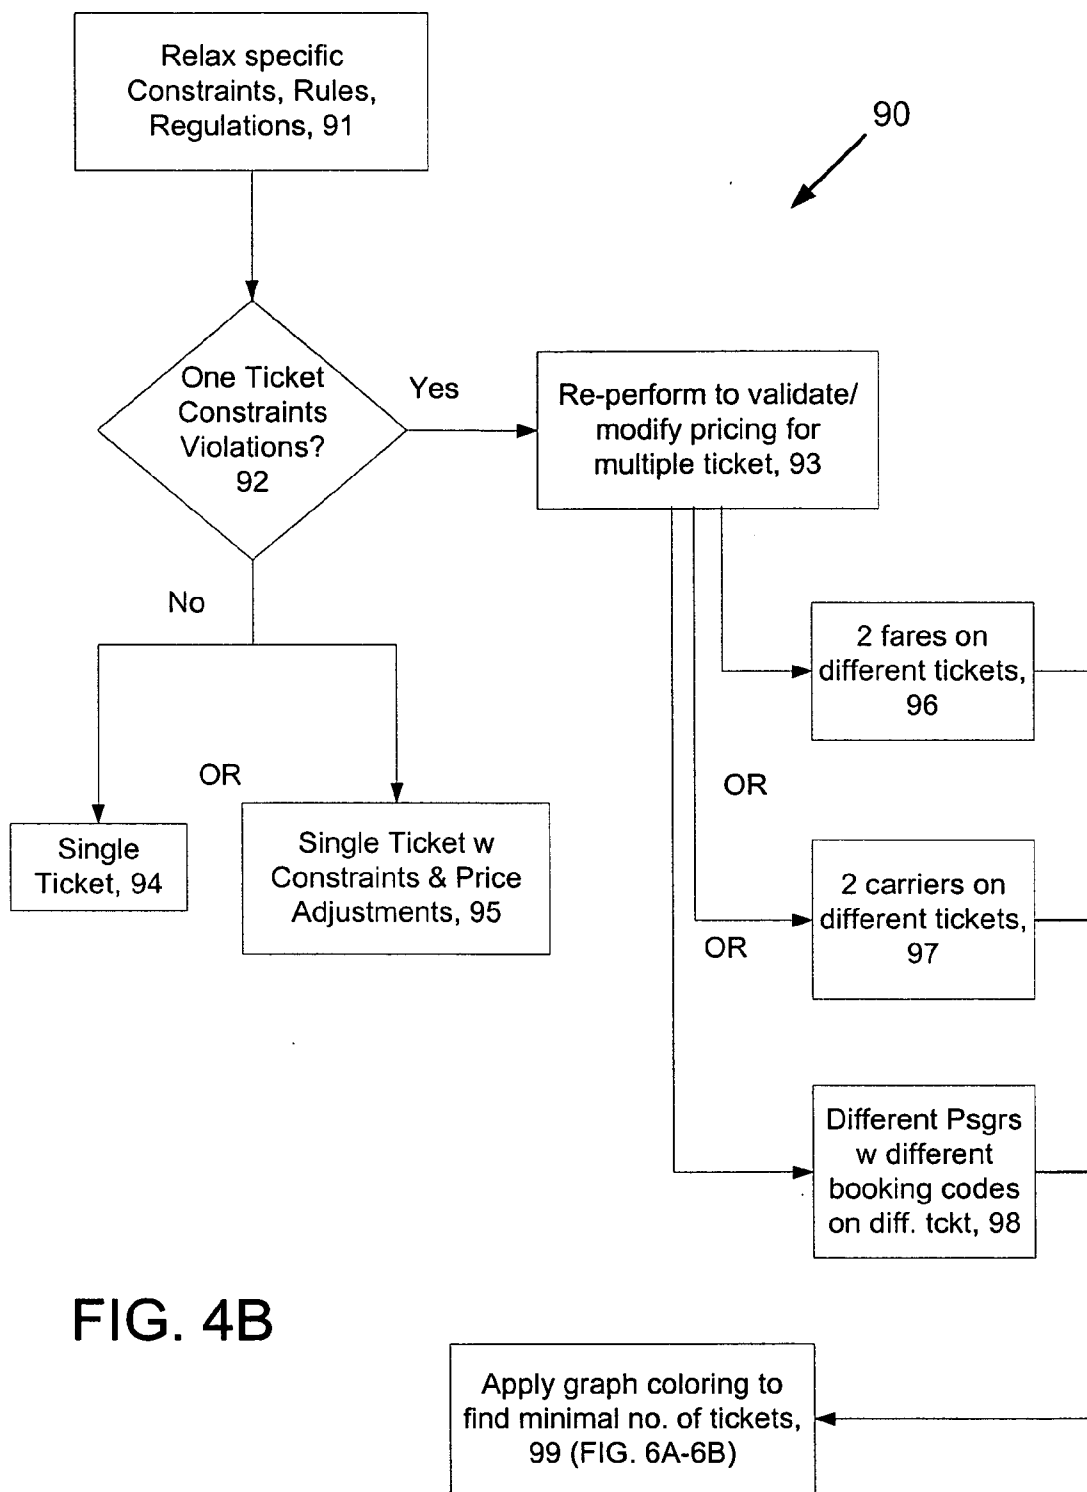 Relax specific
Constraints, Rules,
Regulations, 91
90
One Ticket
Constraints
Violations?
92
Yes
Re-perform to validate/
modify pricing for
multiple ticket, 93
No
2 fares on
different tickets,
96
OR
OR
Single
Ticket, 94
Single Ticket w
Constraints & Price
Adjustments, 95
2 carriers on
different tickets,
97
OR
Different Psgrs
w different
booking codes
on diff. tckt, 98
FIG. 4B
Apply graph coloring to
find minimal no. of tickets,
99 (FIG. 6A-6B)